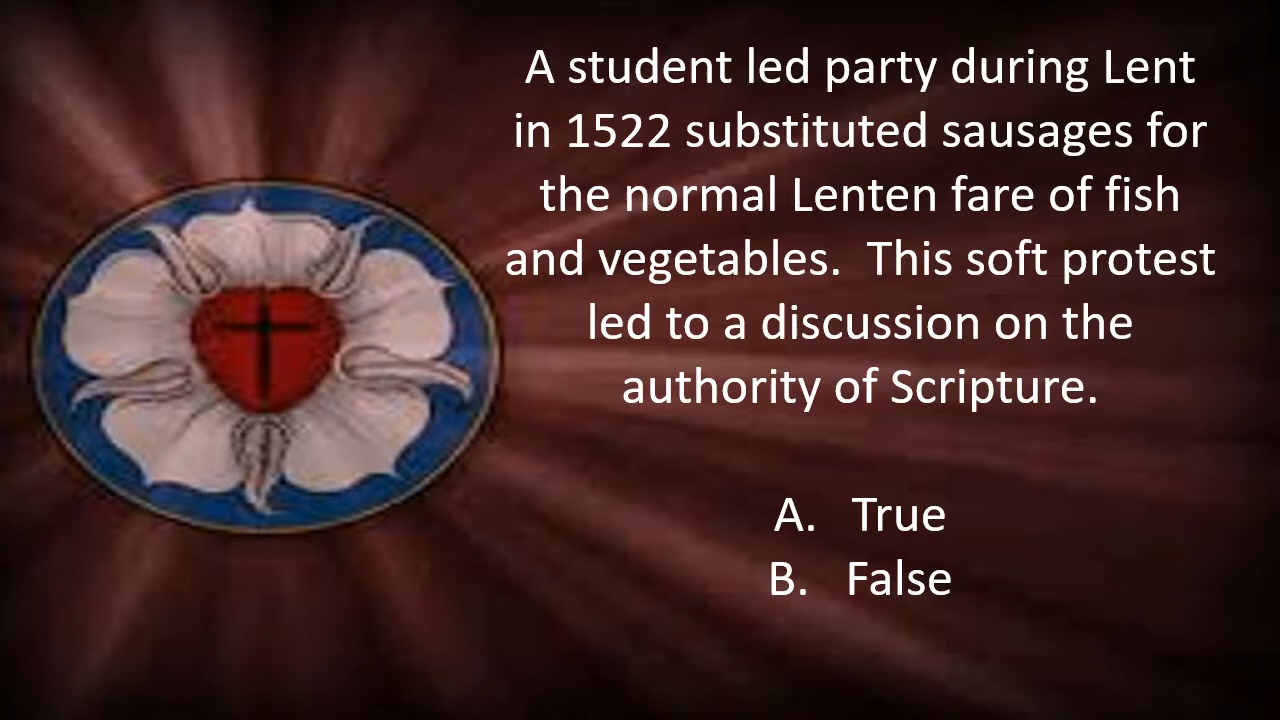 A student led party during Lent
in 1522 substituted sausages for
the normal Lenten fare of fish
and vegetables.  This soft protest
led to a discussion on the
authority of Scripture.
A.   True
B.   False